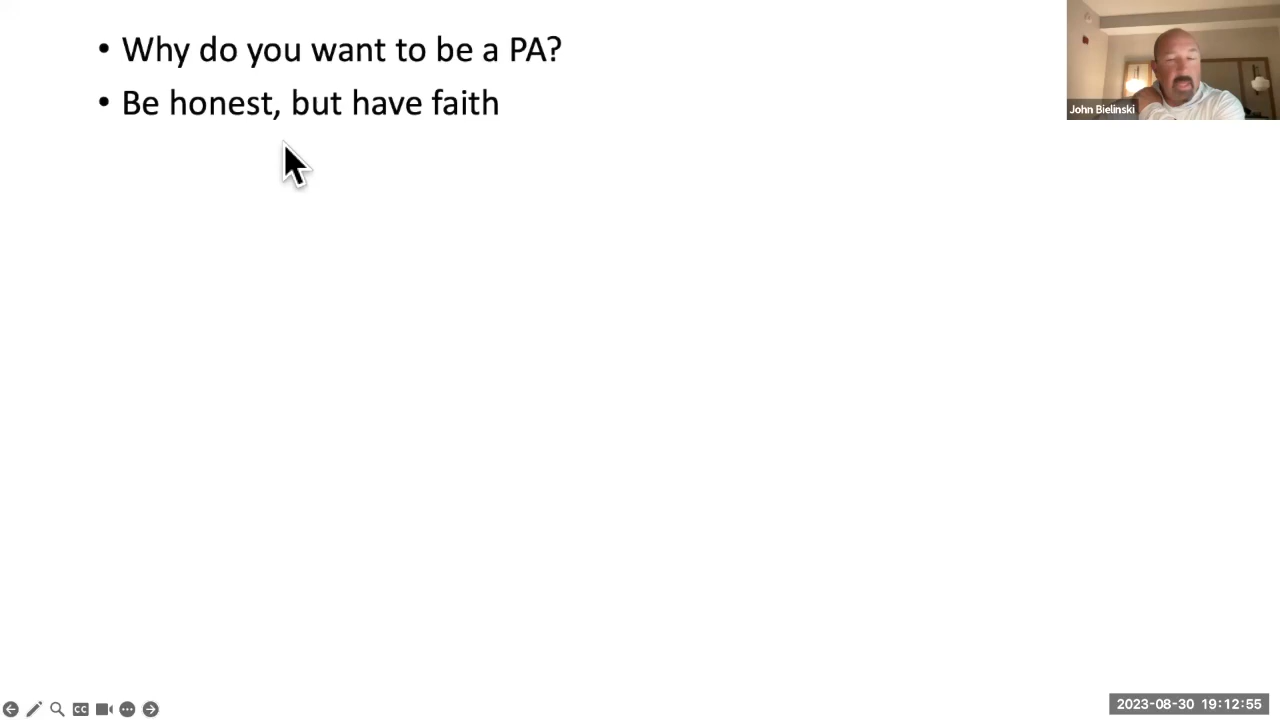 • Why do you want to be a PA?
• Be honest, but have faith
John Bielinski
CC
2023-08-30 19:12:55